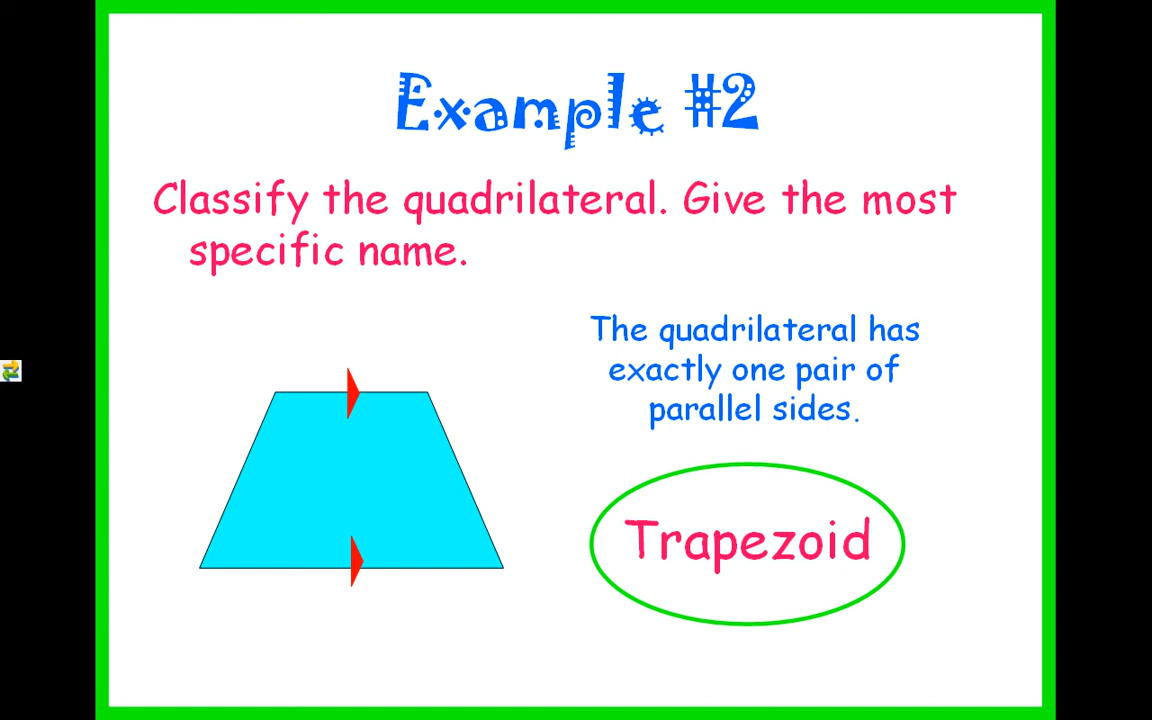 Example #2
Classify the quadrilateral. Give the most
specific name.
The quadrilateral has
exactly one pair of
parallel sides.
Trapezoid